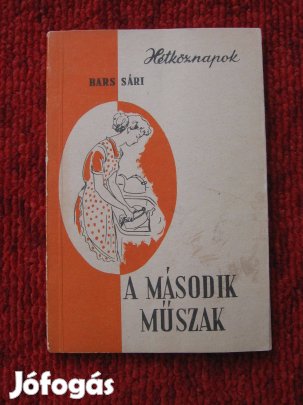 Hétköznapok
BARS SÁRI
A MÁSODIK
MŰSZAK
Jófogás